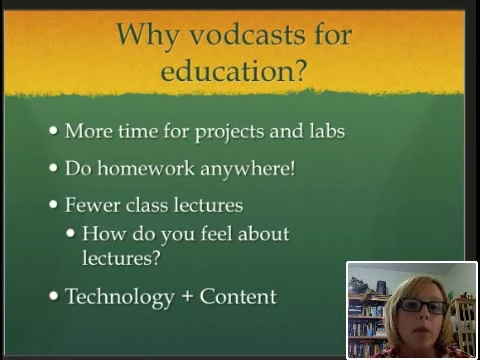 Why vodcasts for
education?
• More time for projects and labs
• Do homework anywhere!
• Fewer class lectures
• How do you feel about
lectures?
• Technology + Content